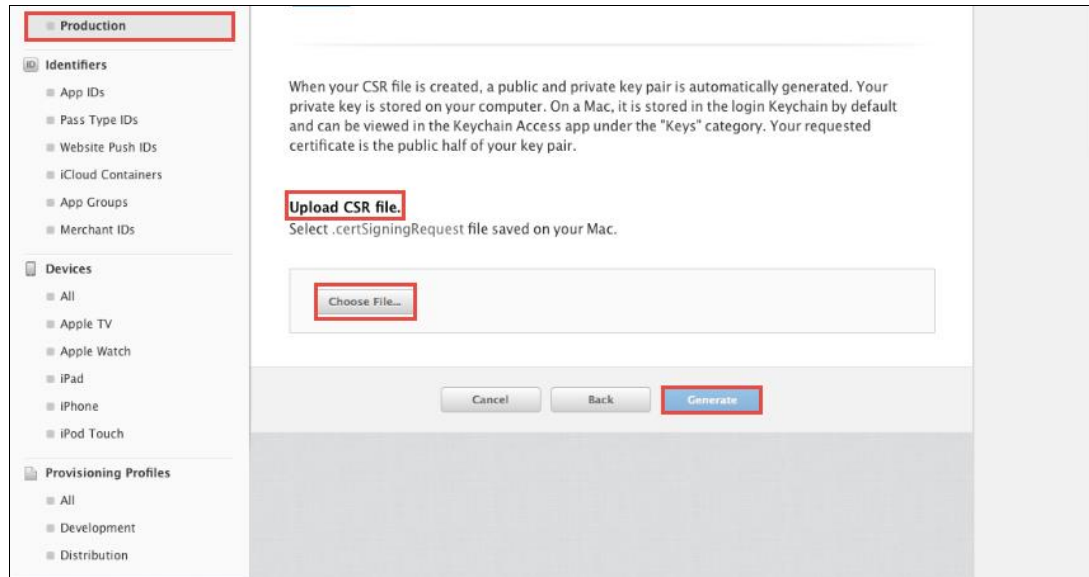 Production
ID
Identifiers
App IDs
Pass Type IDs
Website Push IDs
iCloud Containers
App Groups
Merchant IDs
Devices
All
Apple TV
Apple Watch
iPad
iPhone
iPod Touch
Provisioning Profiles
All
Development
Distribution
When your CSR file is created, a public and private key pair is automatically generated. Your
private key is stored on your computer. On a Mac, it is stored in the login Keychain by default
and can be viewed in the Keychain Access app under the "Keys" category. Your requested
certificate is the public half of your key pair.
Upload CSR file.
Select .certSigningRequest file saved on your Mac.
Choose File...
Cancel
Back
Generate